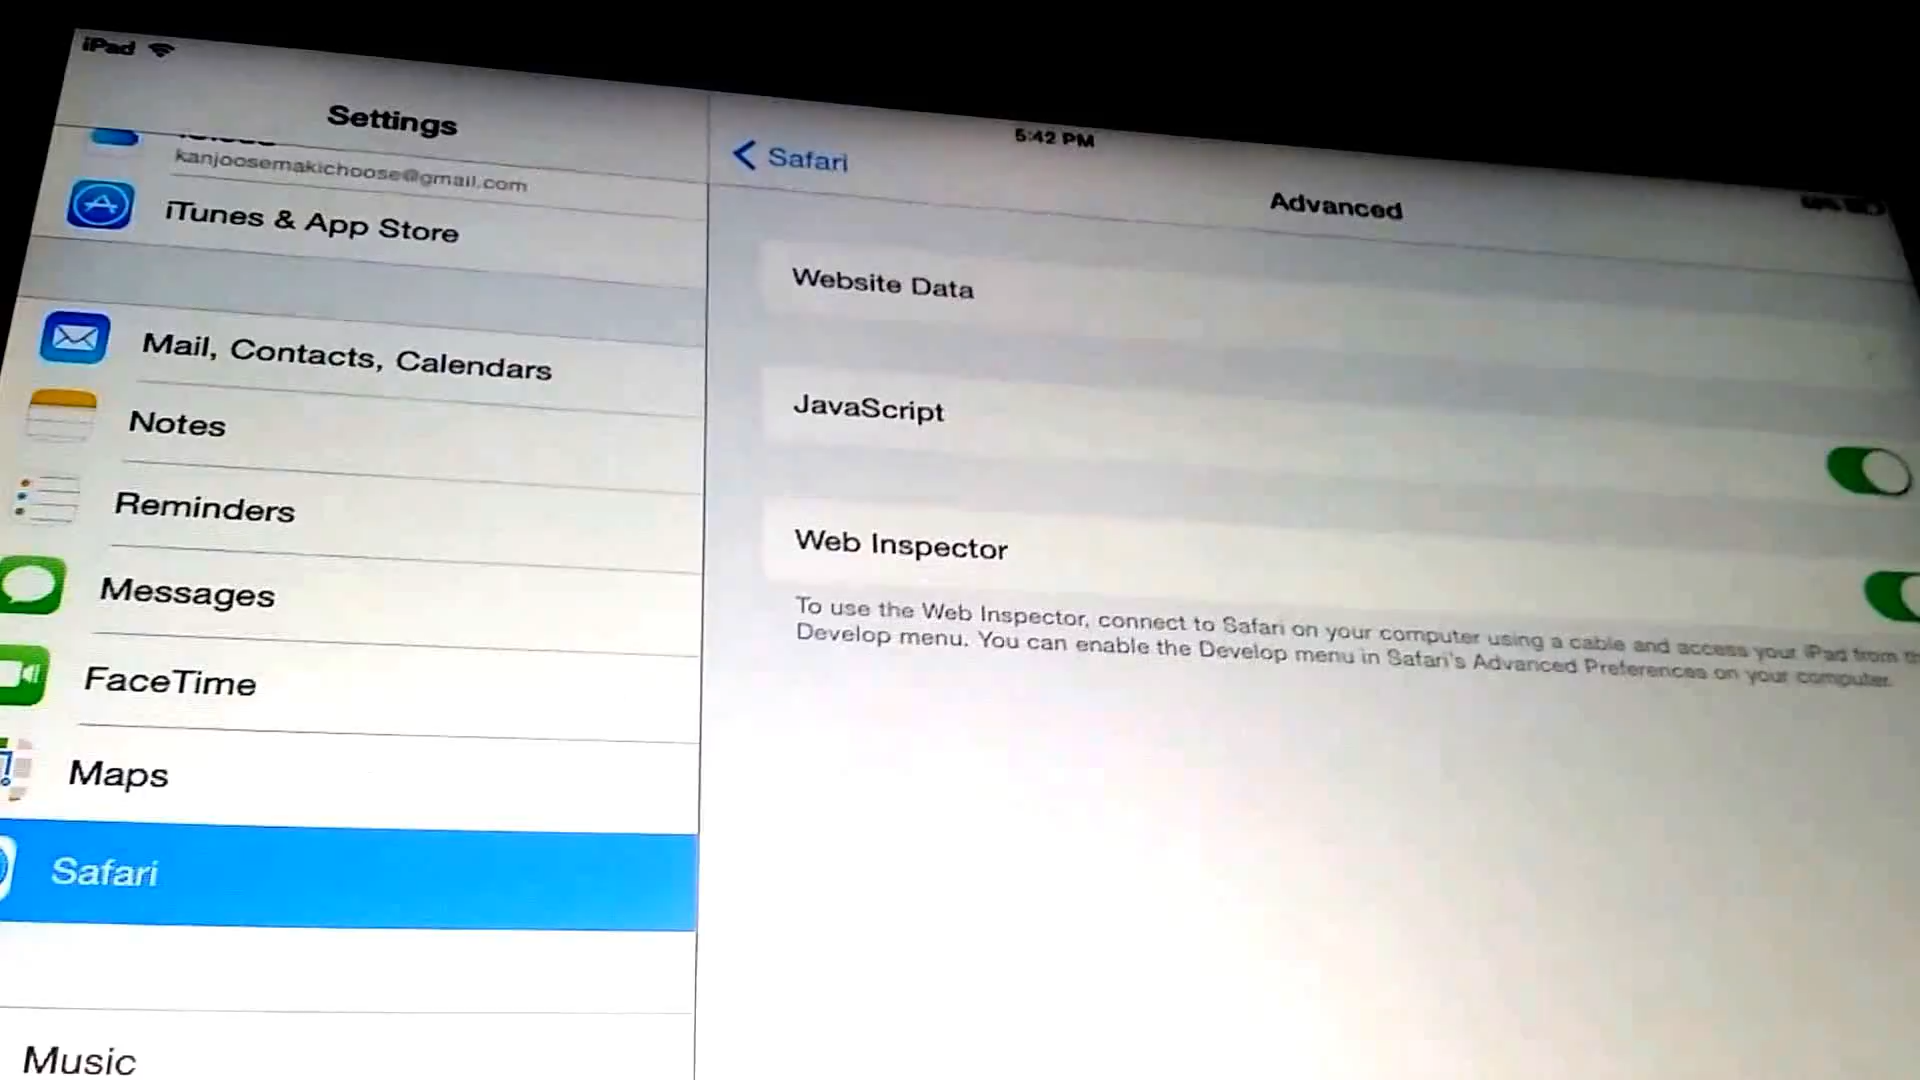 iPad
Settings
kanjoosemakichoose@gmail.com
iTunes & App Store
Mail, Contacts, Calendars
Notes
Reminders
Messages
FaceTime
Maps
Safari
Music
5:42 PM
Safari
Advanced
Website Data
JavaScript
Web Inspector
To use the Web Inspector, connect to Safari on your computer using a cable and access your iPad from
Develop menu. You can enable the Develop menu in Safari's Advanced Preferences on your computer.